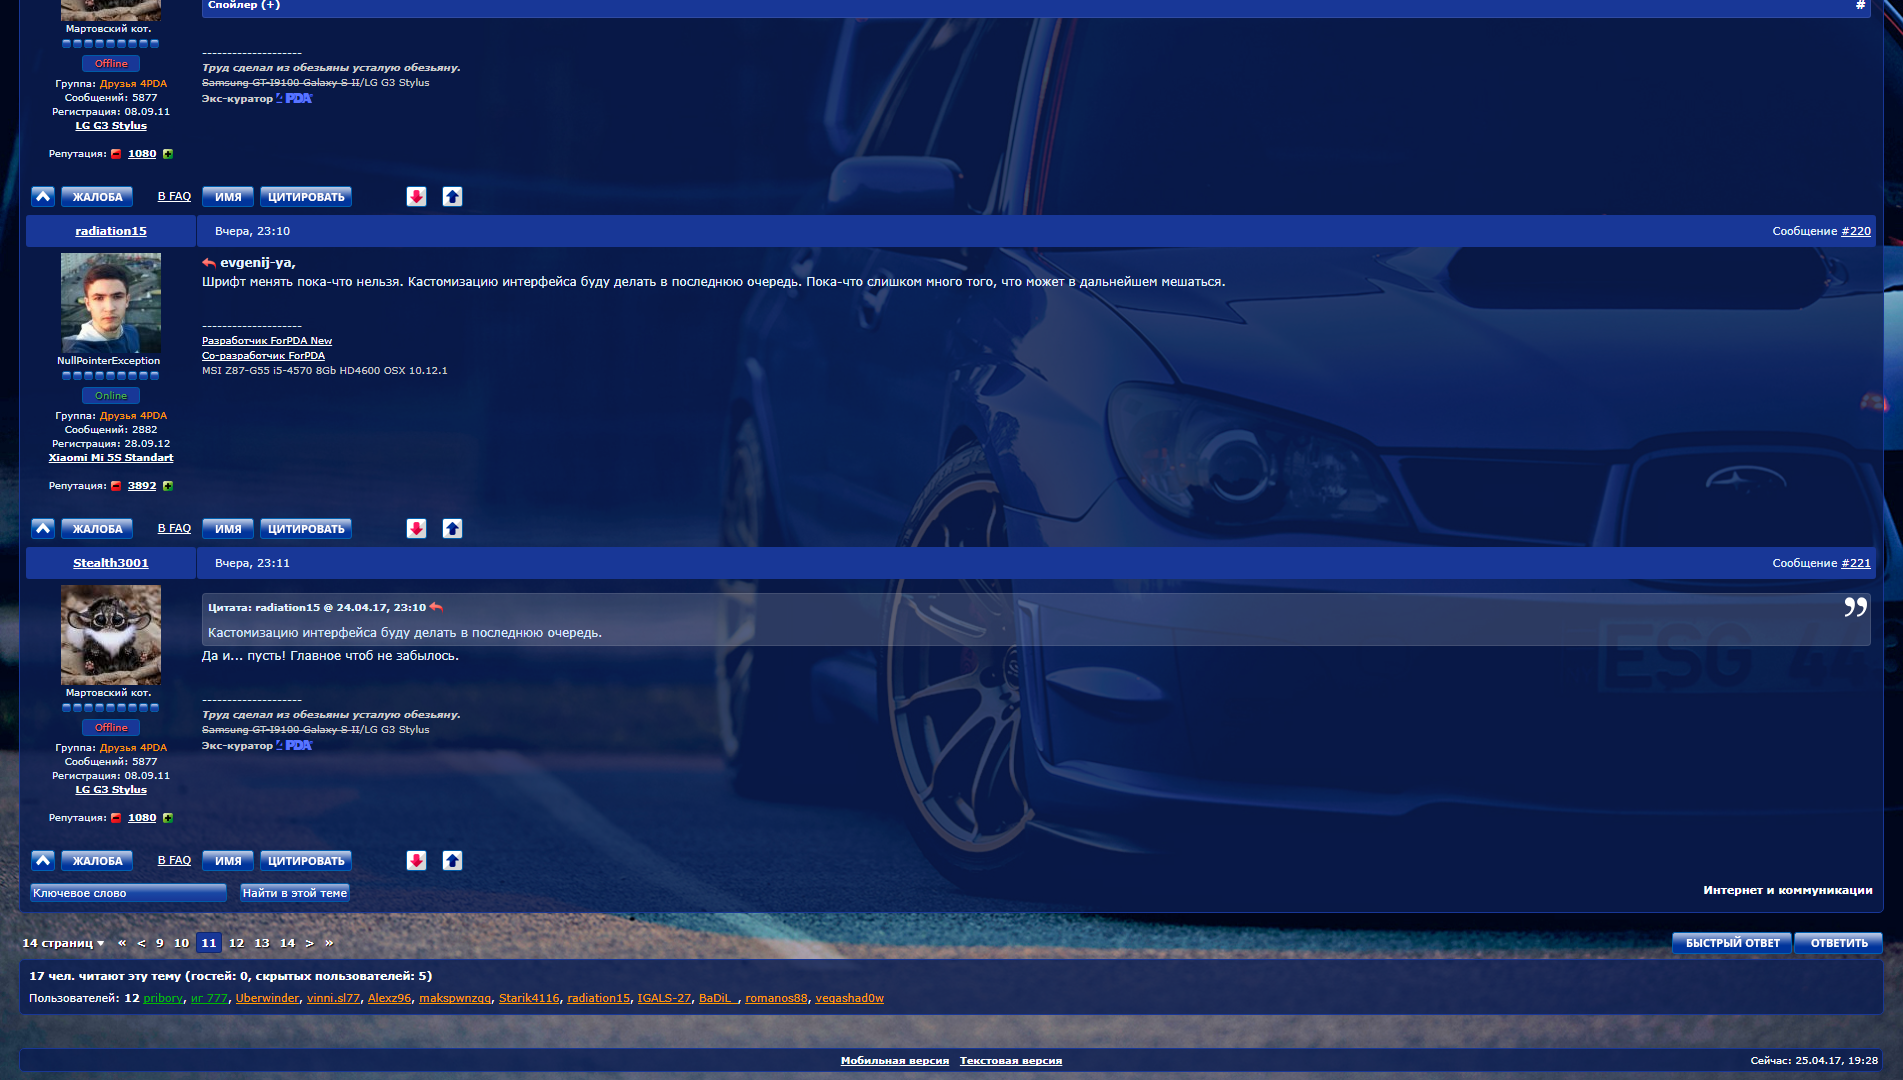 Спойлер (+) #
Мартовский кот.
Offline
Группа: Друзья 4PDA
Сообщений: 5877
Регистрация: 08.09.11
LG G3 Stylus
Репутация: 1080
--------------------
Труд сделал из обезьяны усталую обезьяну.
Samsung GT-I9100 Galaxy S II/LG G3 Stylus
Экс-куратор 4PDA
ЖАЛОБА В FAQ ИМЯ ЦИТИРОВАТЬ
radiation15 Вчера, 23:10 Сообщение #220
NullPointerException
Online
Группа: Друзья 4PDA
Сообщений: 2882
Регистрация: 28.09.12
Xiaomi Mi 5S Standart
Репутация: 3892
evgenij-ya,
Шрифт менять пока-что нельзя. Кастомизацию интерфейса буду делать в последнюю очередь. Пока-что слишком много того, что может в дальнейшем мешаться.
--------------------
Разработчик ForPDA New
Со-разработчик ForPDA
MSI Z87-G55 i5-4570 8Gb HD4600 OSX 10.12.1
ЖАЛОБА В FAQ ИМЯ ЦИТИРОВАТЬ
Stealth3001 Вчера, 23:11 Сообщение #221
Мартовский кот.
Offline
Группа: Друзья 4PDA
Сообщений: 5877
Регистрация: 08.09.11
LG G3 Stylus
Репутация: 1080
Цитата: radiation15 @ 24.04.17, 23:10
Кастомизацию интерфейса буду делать в последнюю очередь.
Да и... пусть! Главное чтоб не забылось.
--------------------
Труд сделал из обезьяны усталую обезьяну.
Samsung GT-I9100 Galaxy S II/LG G3 Stylus
Экс-куратор 4PDA
ESG 443
ЖАЛОБА В FAQ ИМЯ ЦИТИРОВАТЬ
Ключевое слово Найти в этой теме Интернет и коммуникации
14 страниц « < 9 10 11 12 13 14 > » БЫСТРЫЙ ОТВЕТ ОТВЕТИТЬ
17 чел. читают эту тему (гостей: 0, скрытых пользователей: 5)
Пользователей: 12 pribory, иг 777, Uberwinder, vinni.sl77, Alexz96, makspwnzqq, Starik4116, radiation15, IGALS-27, BaDiL_, romanos88, vegashad0w
Мобильная версия Текстовая версия Сейчас: 25.04.17, 19:28